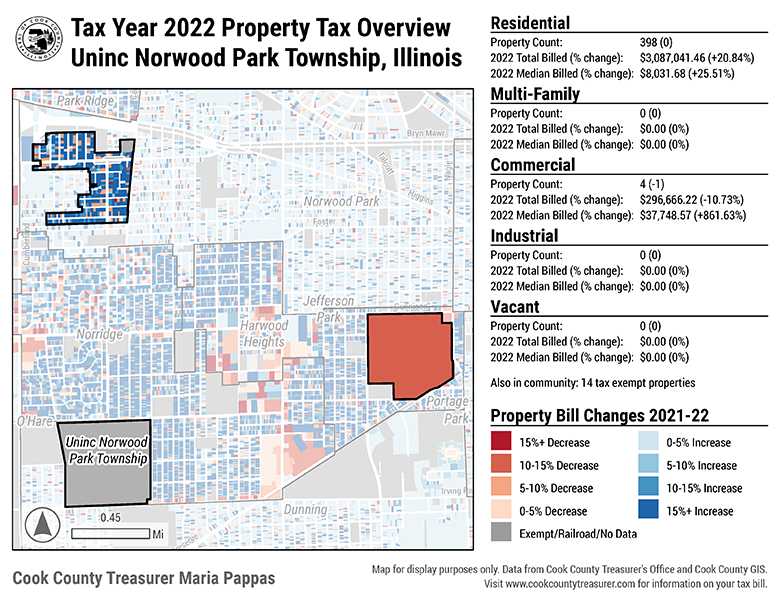 Tax Year 2022 Property Tax Overview
Uninc Norwood Park Township, Illinois
Residential
Property Count: 398 (0)
2022 Total Billed (% change): $3,087,041.46 (+20.84%)
2022 Median Billed (% change): $8,031.68 (+25.51%)
Multi-Family
Property Count: 0 (0)
2022 Total Billed (% change): $0.00 (0%)
2022 Median Billed (% change): $0.00 (0%)
Commercial
Property Count: 4 (-1)
2022 Total Billed (% change): $296,666.22 (-10.73%)
2022 Median Billed (% change): $37,748.57 (+861.63%)
Industrial
Property Count: 0 (0)
2022 Total Billed (% change): $0.00 (0%)
2022 Median Billed (% change): $0.00 (0%)
Vacant
Property Count: 0 (0)
2022 Total Billed (% change): $0.00 (0%)
2022 Median Billed (% change): $0.00 (0%)
Also in community: 14 tax exempt properties
Property Bill Changes 2021-22
15%+ Decrease
10-15% Decrease
5-10% Decrease
0-5% Decrease
Exempt/Railroad/No Data
0-5% Increase
5-10% Increase
10-15% Increase
15%+ Increase
Park Ridge
Bryn Mawr
Talcott
Higgins
Nagle
Norwood Park
Foster
Cumberland
Jefferson
Park
Harwood
Heights
Norridge
O'Hare
Portage
Park
Uninc Norwood
Park Township
Irving
Dunning
0.45
Mi
Cook County Treasurer Maria Pappas
Map for display purposes only. Data from Cook County Treasurer's Office and Cook County GIS.
Visit www.cookcountytreasurer.com for information on your tax bill.